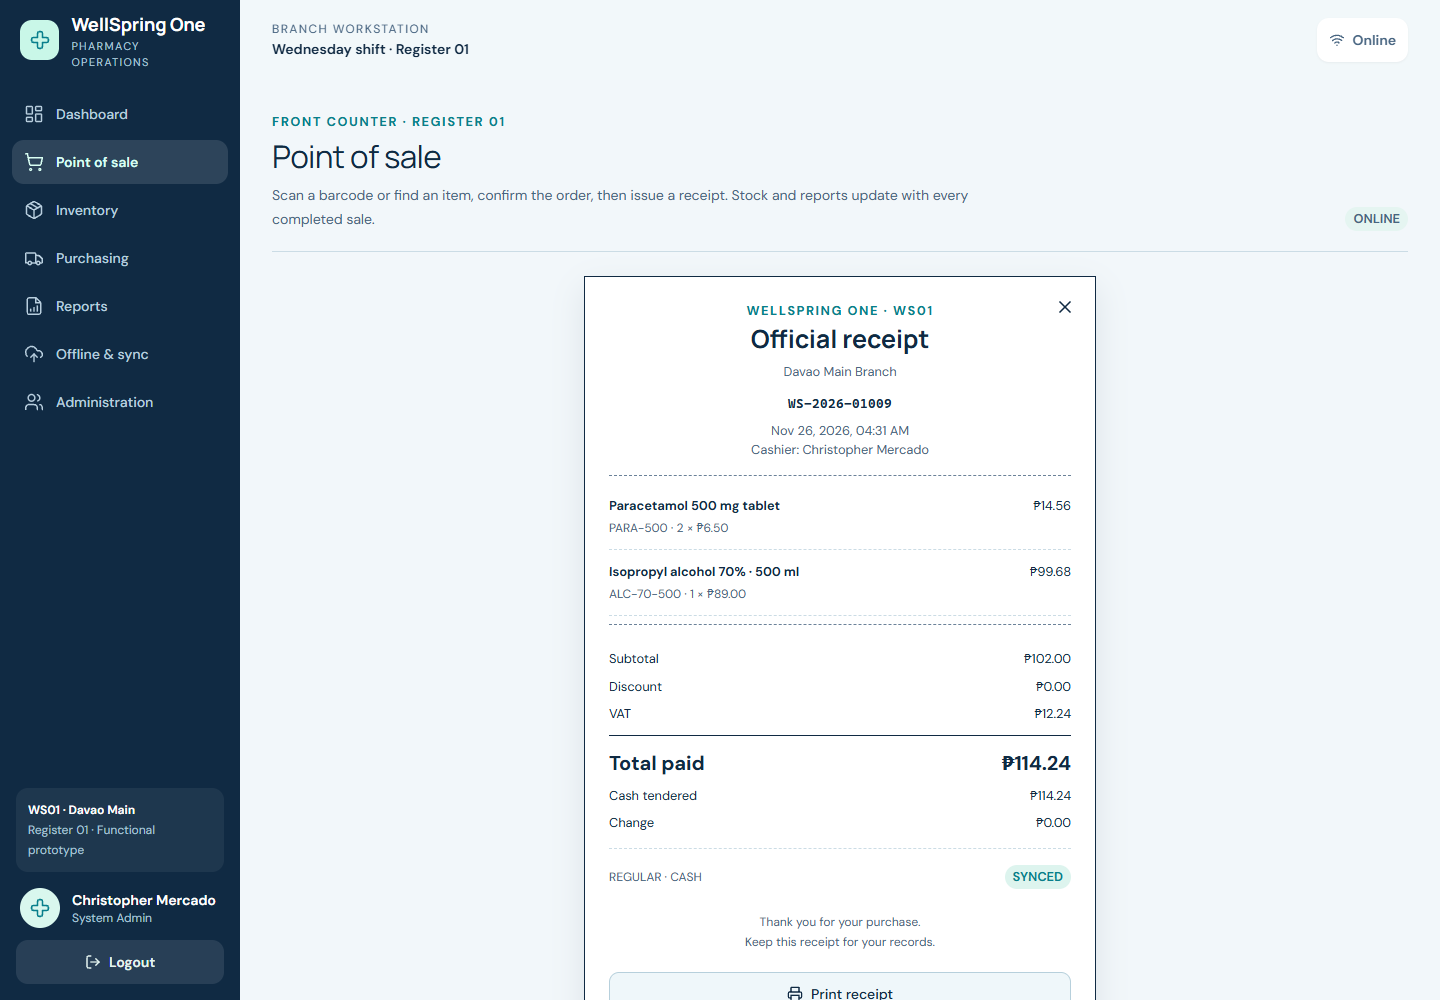 WellSpring One
PHARMACY
OPERATIONS
Dashboard
Point of sale
Inventory
Purchasing
Reports
Offline & sync
Administration
WS01 · Davao Main
Register 01 · Functional
prototype
Christopher Mercado
System Admin
Logout
BRANCH WORKSTATION
Wednesday shift · Register 01
Online
FRONT COUNTER · REGISTER 01
Point of sale
Scan a barcode or find an item, confirm the order, then issue a receipt. Stock and reports update with every
completed sale.
ONLINE
WELLSPRING ONE · WS01
Official receipt
Davao Main Branch
WS-2026-01009
Nov 26, 2026, 04:31 AM
Cashier: Christopher Mercado
Paracetamol 500 mg tablet ₱14.56
PARA-500 · 2 × ₱6.50
Isopropyl alcohol 70% · 500 ml ₱99.68
ALC-70-500 · 1 × ₱89.00
Subtotal ₱102.00
Discount ₱0.00
VAT ₱12.24
Total paid ₱114.24
Cash tendered ₱114.24
Change ₱0.00
REGULAR · CASH SYNCED
Thank you for your purchase.
Keep this receipt for your records.
Print receipt